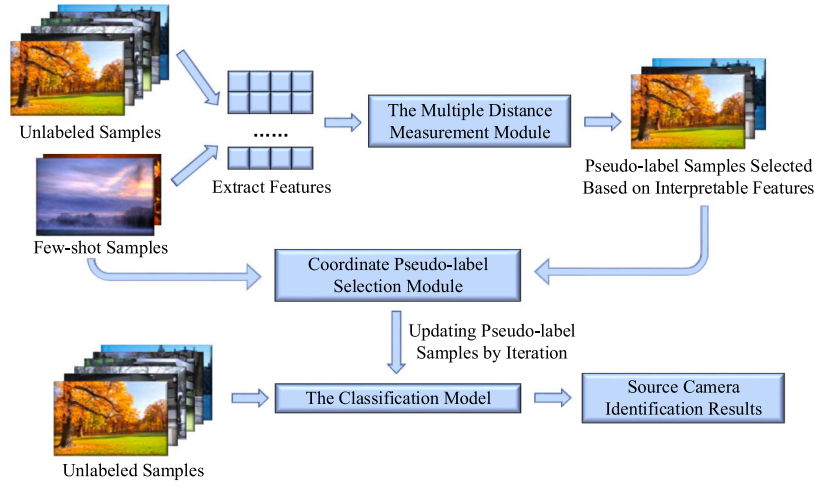 Unlabeled Samples
......
Extract Features
The Multiple Distance
Measurement Module
Pseudo-label Samples Selected
Based on Interpretable Features
Few-shot Samples
Coordinate Pseudo-label
Selection Module
Updating Pseudo-label
Samples by Iteration
The Classification Model
Source Camera
Identification Results
Unlabeled Samples